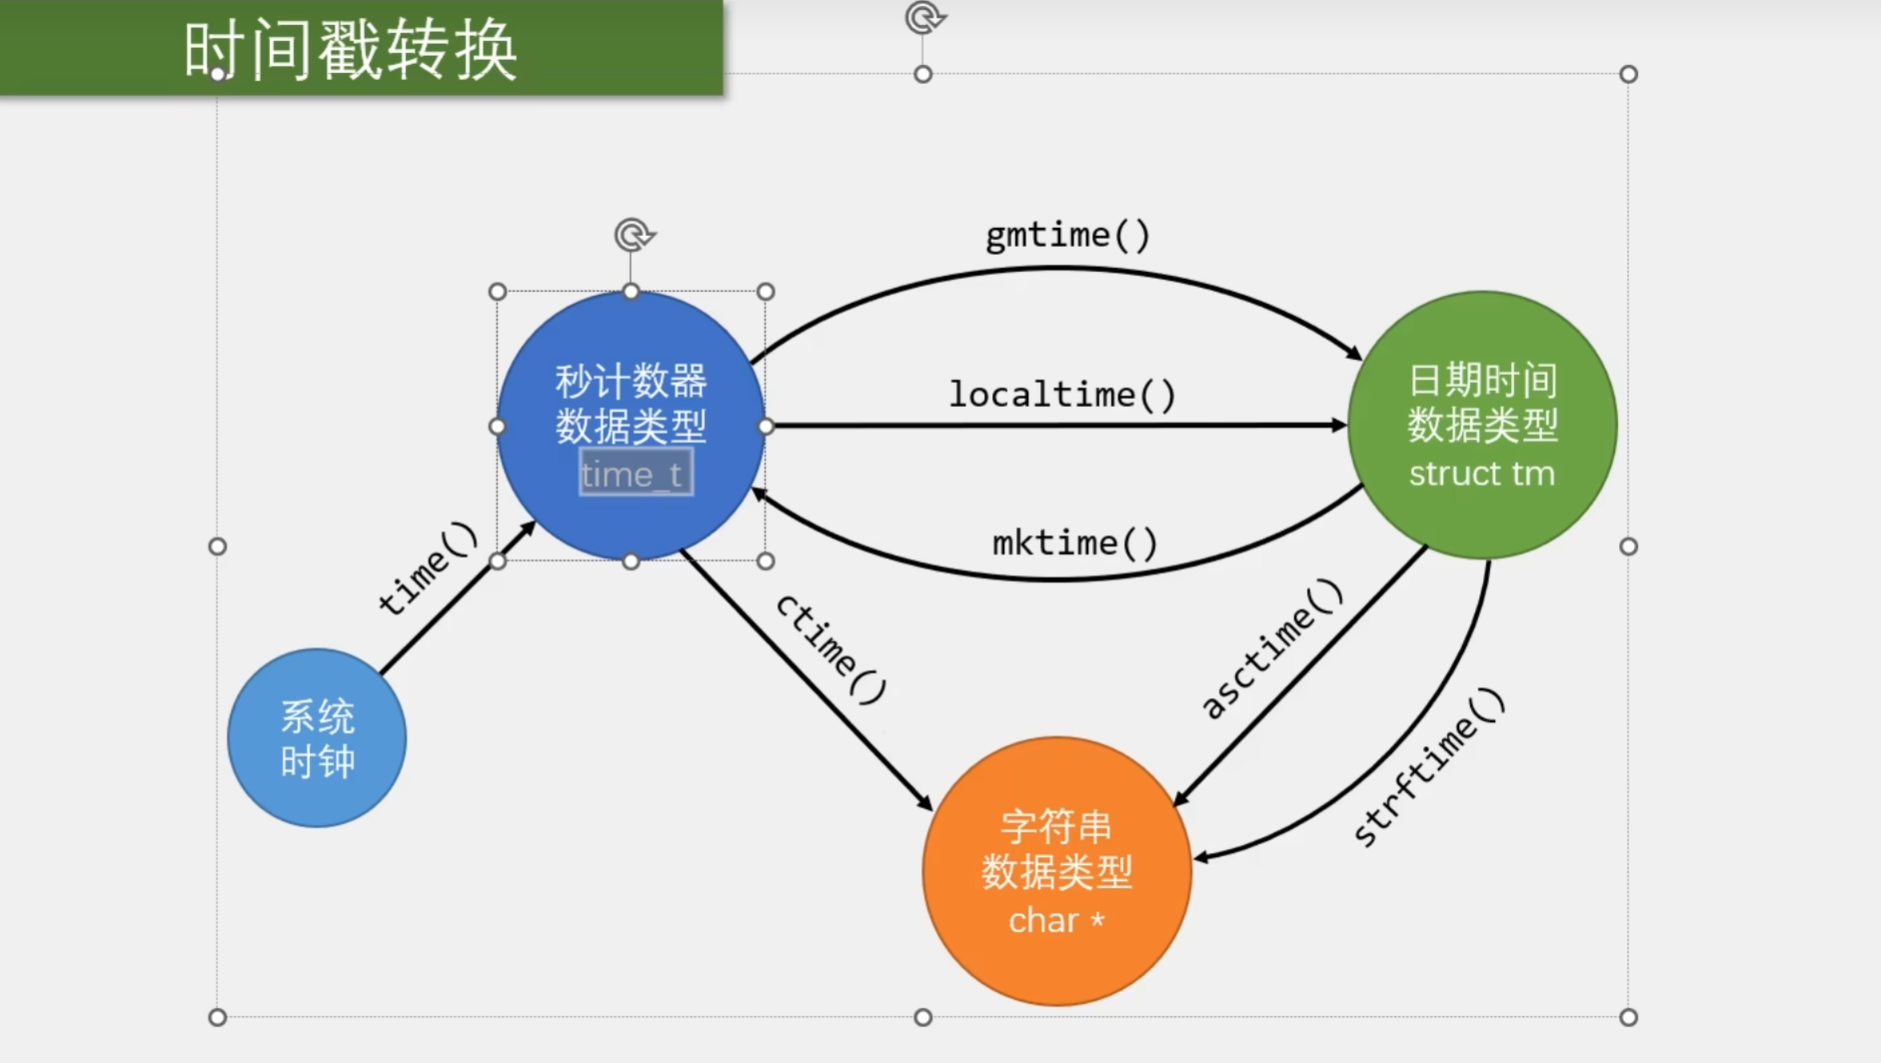 时间戳转换
gmtime()
秒计数器
数据类型
time_t
localtime()
日期时间
数据类型
struct tm
mktime()
time()
ctime()
asctime()
strftime()
系统
时钟
字符串
数据类型
char *